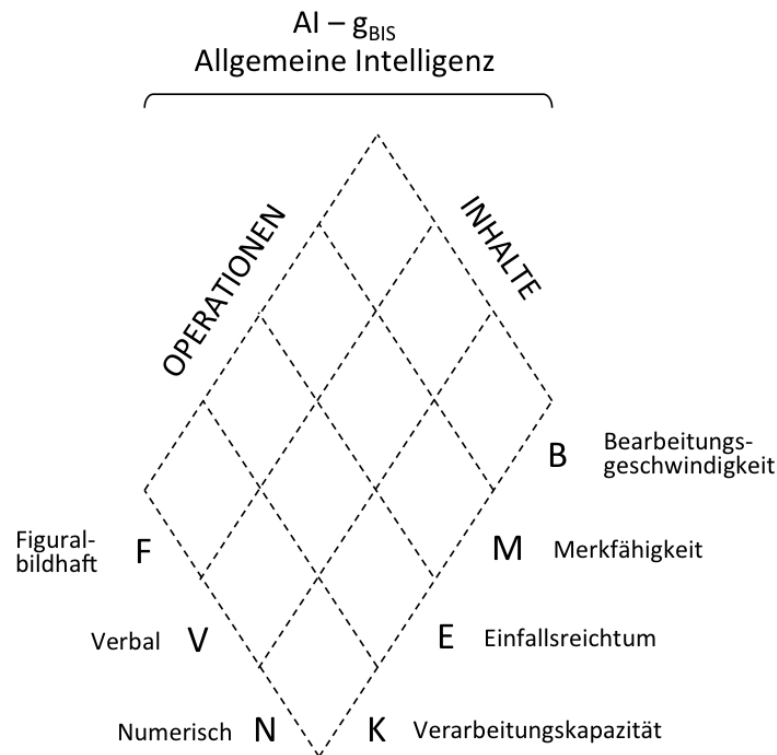 AI – gBIS
Allgemeine Intelligenz
OPERATIONEN
INHALTE
B
Bearbeitungs-
geschwindigkeit
Figural-
bildhaft
F
M
Merkfähigkeit
Verbal
V
E
Einfallsreichtum
Numerisch
N
K
Verarbeitungskapazität